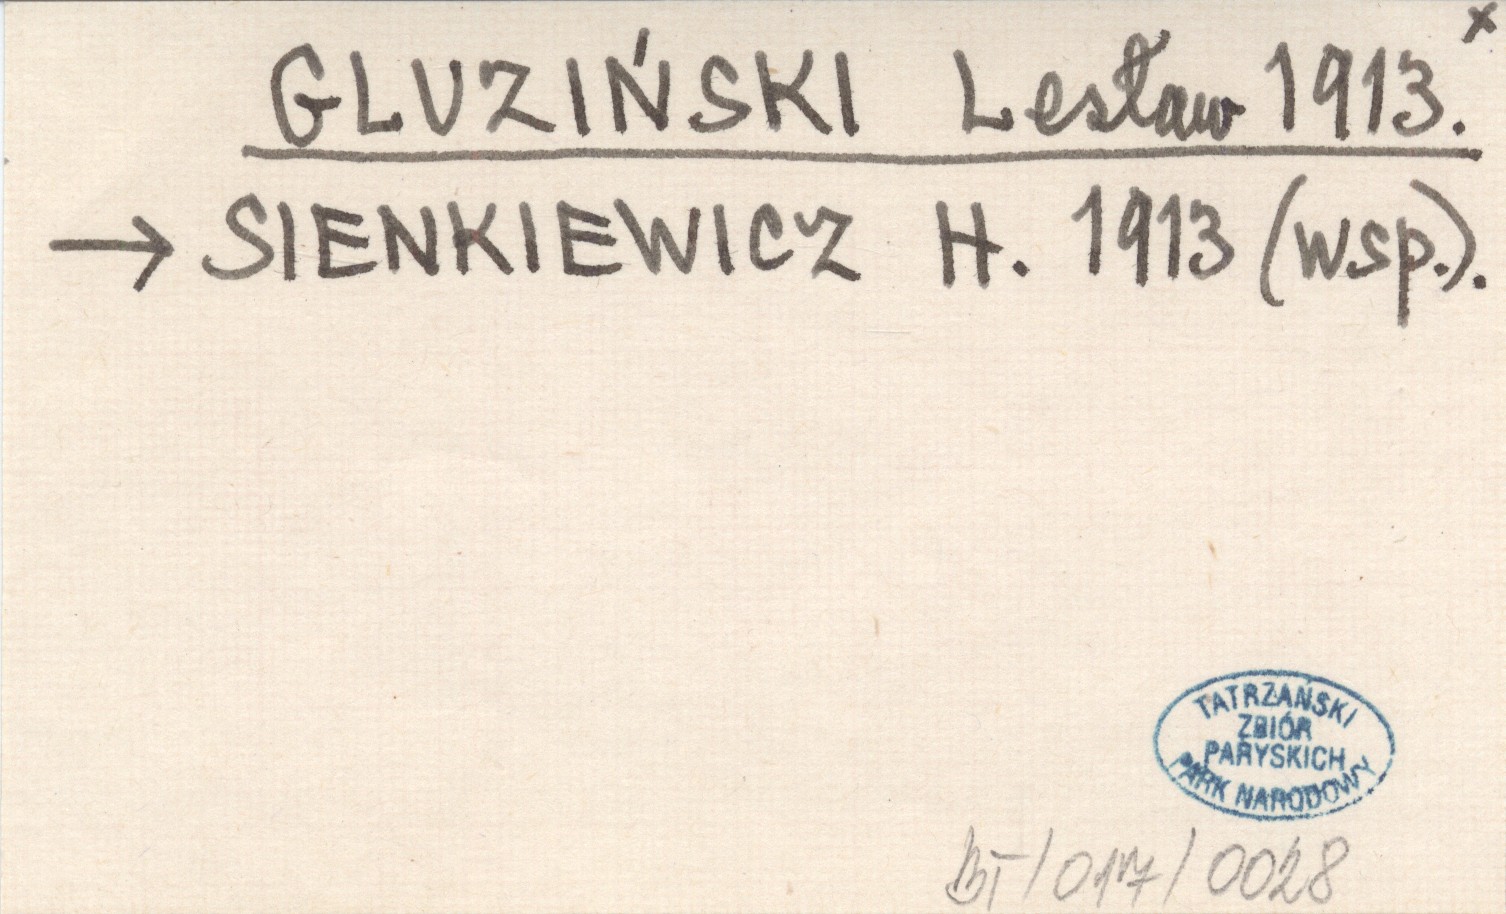 x
GLUZIŃSKI Lesław 1913.
→ SIENKIEWICZ H. 1913 (wsp.).
TATRZAŃSKI
ZBIÓR
PARYSKICH
PARK NARODOWY
BT/017/0028